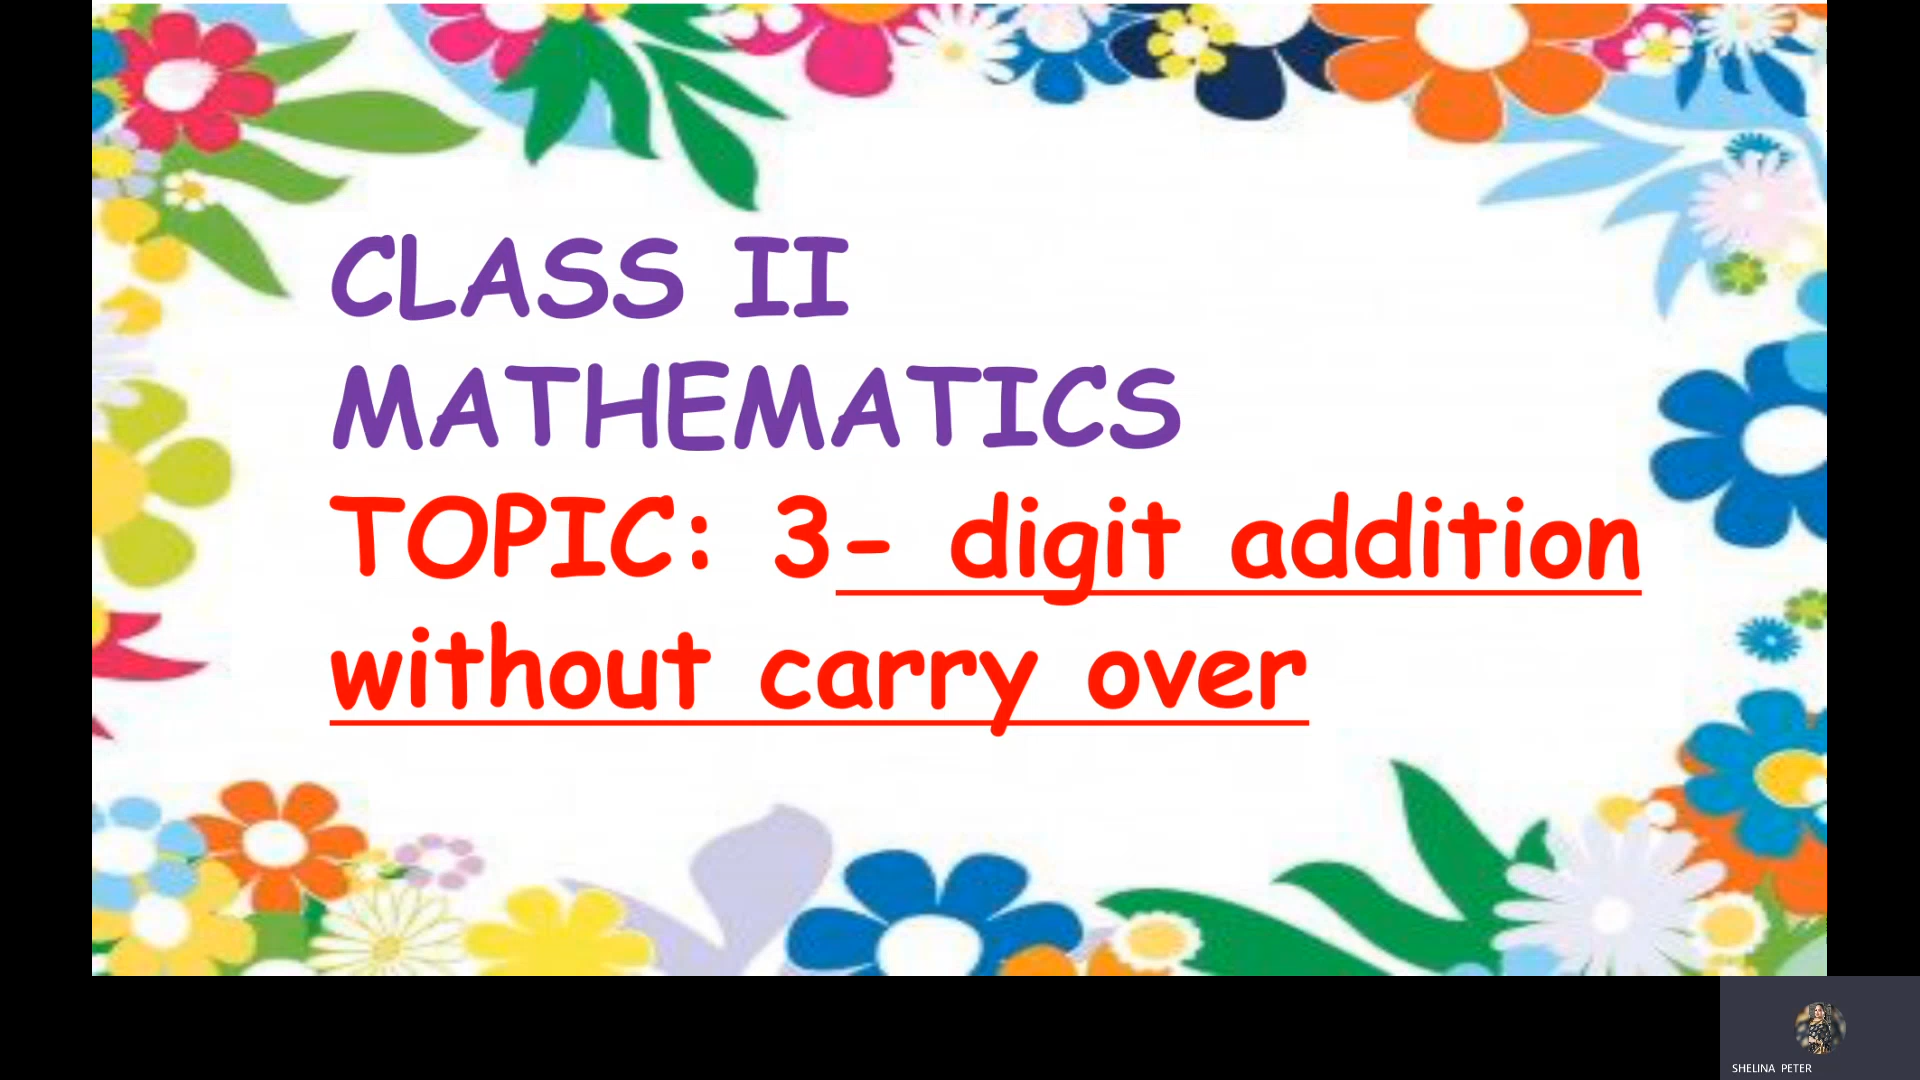 CLASS II
MATHEMATICS
TOPIC: 3- digit addition
without carry over
SHELINA PETER